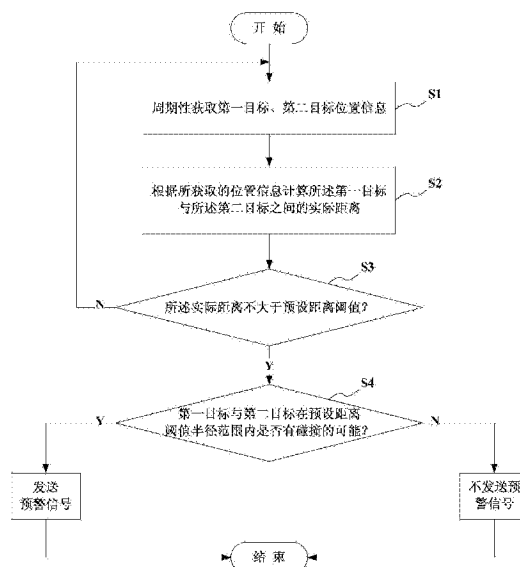 开 始
S1
周期性获取第一目标、第二目标位置信息
S2
根据所获取的位置信息计算所述第一目标
与所述第二目标之间的实际距离
S3
N
所述实际距离不大于预设距离阈值？
Y
S4
Y
第一目标与第二目标在预设距离
阈值半径范围内是否有碰撞的可能？
N
发送
预警信号
不发送预
警信号
结 束